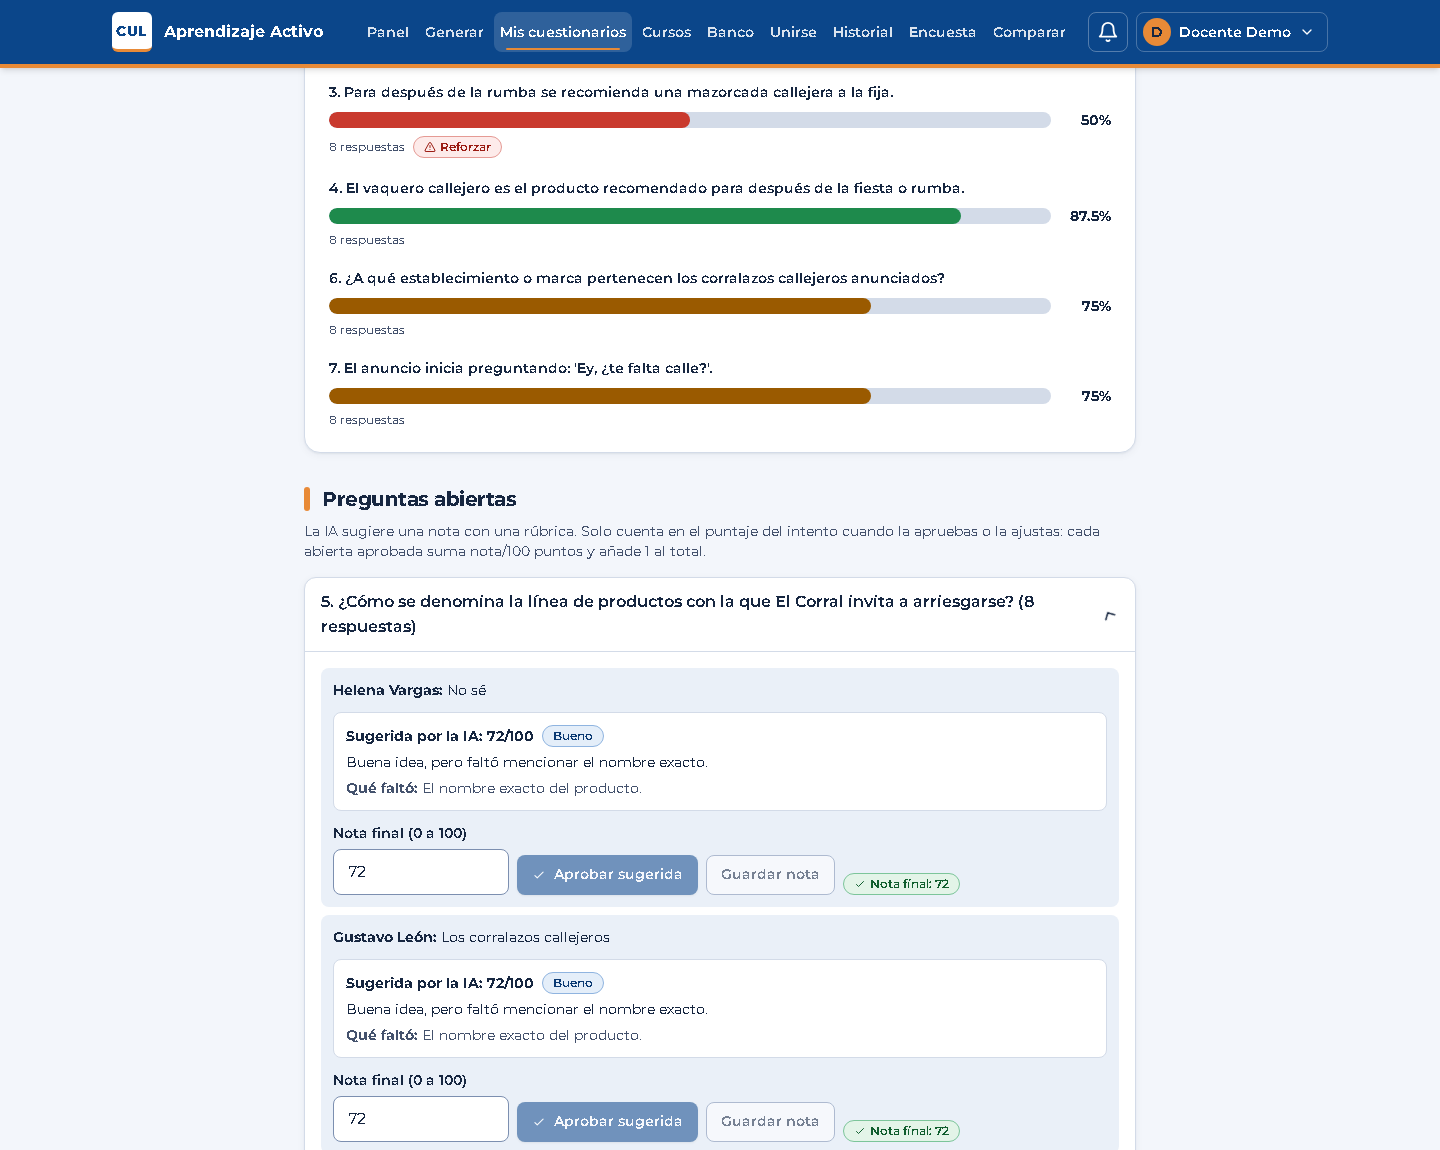 CUL
Aprendizaje Activo
Panel
Generar
Mis cuestionarios
Cursos
Banco
Unirse
Historial
Encuesta
Comparar
D
Docente Demo
3. Para después de la rumba se recomienda una mazorcada callejera a la fija.
50%
8 respuestas
Reforzar
4. El vaquero callejero es el producto recomendado para después de la fiesta o rumba.
87.5%
8 respuestas
6. ¿A qué establecimiento o marca pertenecen los corralazos callejeros anunciados?
75%
8 respuestas
7. El anuncio inicia preguntando: 'Ey, ¿te falta calle?'.
75%
8 respuestas
Preguntas abiertas
La IA sugiere una nota con una rúbrica. Solo cuenta en el puntaje del intento cuando la apruebas o la ajustas: cada
abierta aprobada suma nota/100 puntos y añade 1 al total.
5. ¿Cómo se denomina la línea de productos con la que El Corral invita a arriesgarse? (8
respuestas)
Helena Vargas: No sé
Sugerida por la IA: 72/100
Bueno
Buena idea, pero faltó mencionar el nombre exacto.
Qué faltó: El nombre exacto del producto.
Nota final (0 a 100)
72
Aprobar sugerida
Guardar nota
Nota final: 72
Gustavo León: Los corralazos callejeros
Sugerida por la IA: 72/100
Bueno
Buena idea, pero faltó mencionar el nombre exacto.
Qué faltó: El nombre exacto del producto.
Nota final (0 a 100)
72
Aprobar sugerida
Guardar nota
Nota final: 72